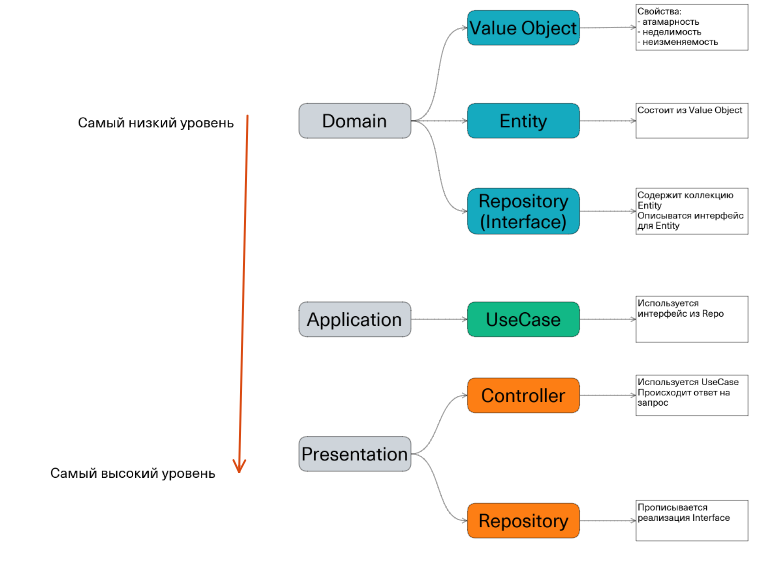 Value Object
Свойства:
- атамарность
- неделимость
- неизменяемость
Самый низкий уровень
Domain
Entity
Состоит из Value Object
Repository
(Interface)
Содержит коллекцию
Entity
Описыватся интерфейс
для Entity
Application
UseCase
Используется
интерфейс из Repo
Controller
Используется UseCase
Происходит ответ на
запрос
Presentation
Самый высокий уровень
Repository
Прописывается
реализация Interface